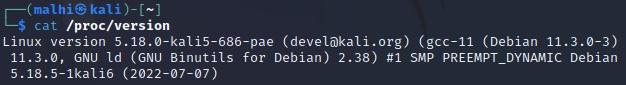 ┌──(malhi㉿kali)-[~]
└─$ cat /proc/version
Linux version 5.18.0-kali5-686-pae (devel@kali.org) (gcc-11 (Debian 11.3.0-3)
 11.3.0, GNU ld (GNU Binutils for Debian) 2.38) #1 SMP PREEMPT_DYNAMIC Debian
 5.18.5-1kali6 (2022-07-07)